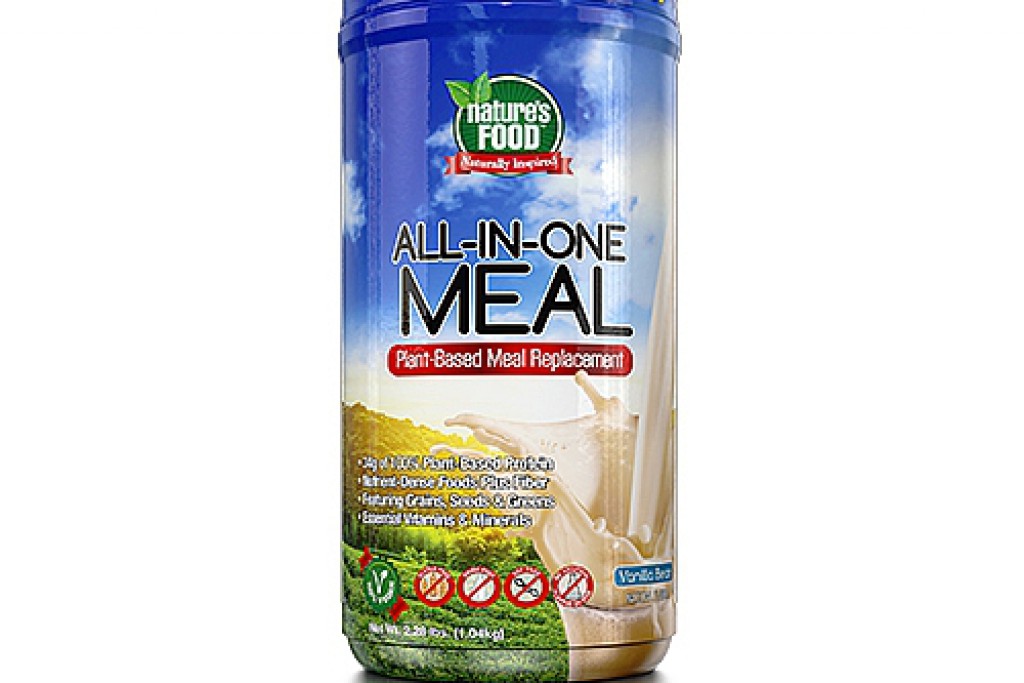 nature's
FOOD
Naturally Inspired
ALL-IN-ONE
MEAL
Plant-Based Meal Replacement
of 100% Plant-Based Protein
• Nutrient-Dense Foods Plus Fiber
• Featuring Grains, Seeds & Greens
• Essential Vitamins & Minerals
Vanilla Bean
Net Wt. 2.28 lbs. (1.04kg)